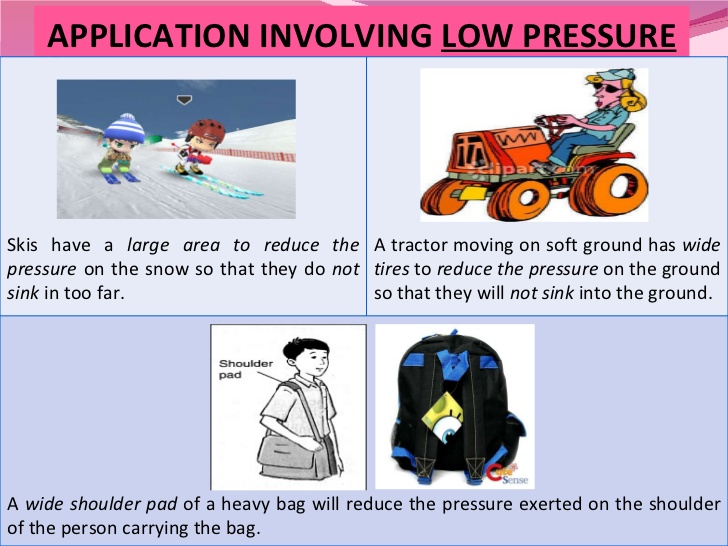 APPLICATION INVOLVING LOW PRESSURE
Skis have a large area to reduce the
pressure on the snow so that they do not
sink in too far.
sclipart.com
A tractor moving on soft ground has wide
tires to reduce the pressure on the ground
so that they will not sink into the ground.
Shoulder
pad
Sense
A wide shoulder pad of a heavy bag will reduce the pressure exerted on the shoulder
of the person carrying the bag.